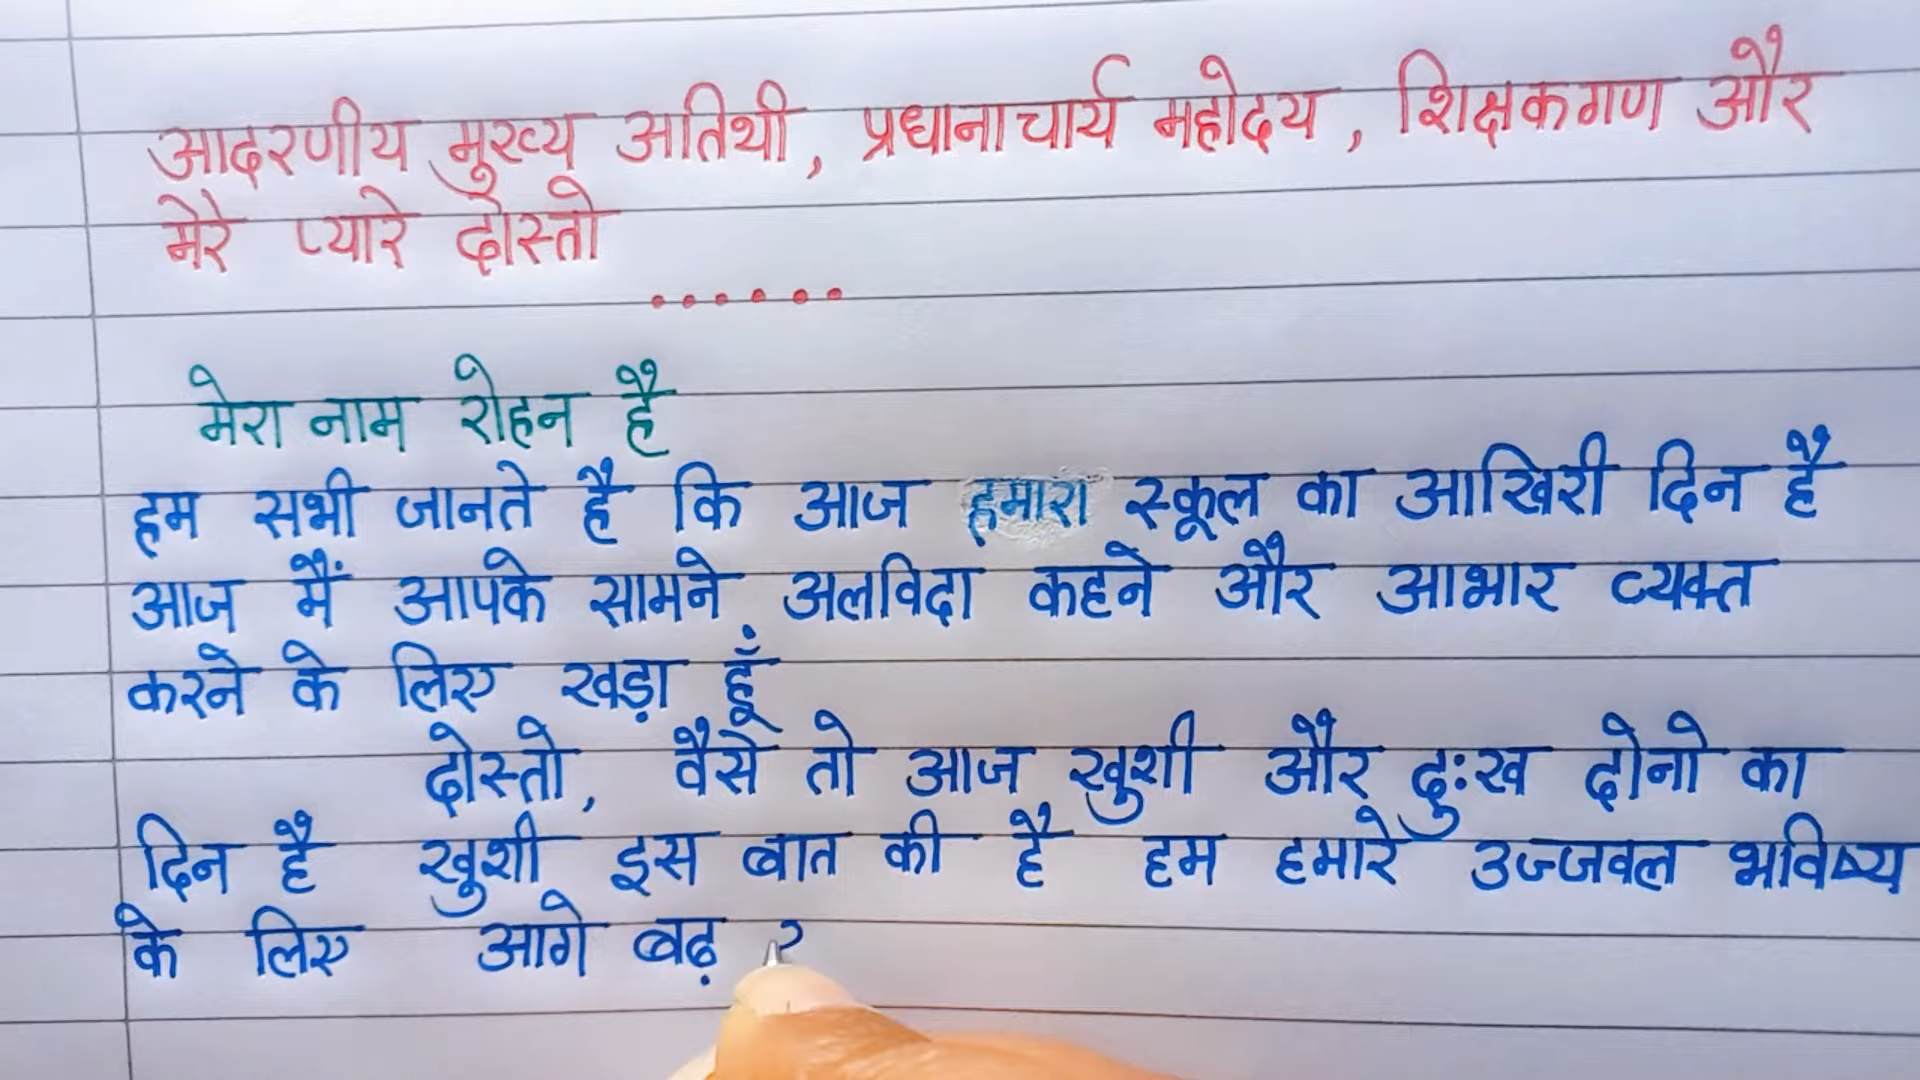 आदरणीय मुख्य अतिथी, प्रधानाचार्य महोदय, शिक्षकगण और
मेरे प्यारे दोस्तो
......
मेरा नाम रोहन है
हम सभी जानते है कि आज हमारा स्कूल का आखिरी दिन है
आज मैं आपके सामने अलविदा कहने और आभार व्यक्त
करने के लिए खड़ा हूँ
दोस्तो, वैसे तो आज खुशी और दुःख दोनो का
दिन है खुशी इस बात की है हम हमारे उज्जवल भविष्य
के लिए आगे बढ़